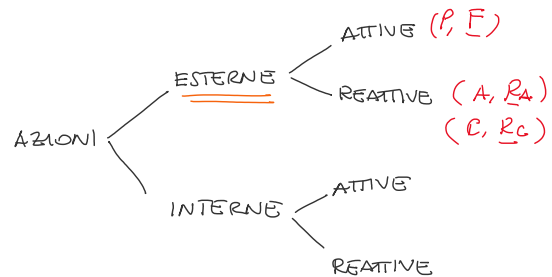 ATTIVE (P, F)
ESTERNE
REATTIVE (A, RA)
(C, RC)
AZIONI
ATTIVE
INTERNE
REATTIVE